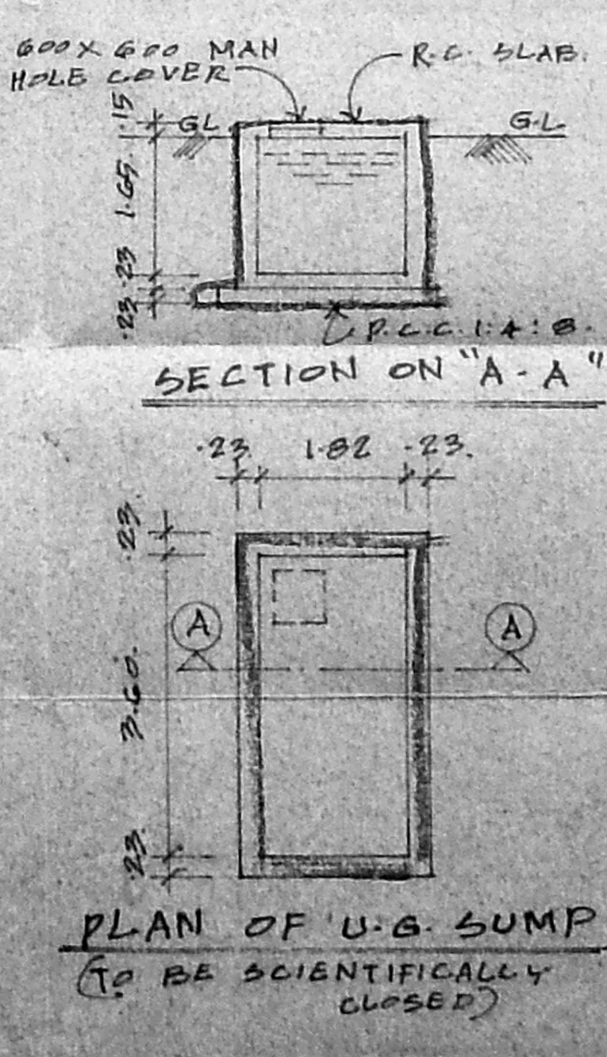 600 X 600 MAN
HOLE COVER
R.C. SLAB.
.15
G.L
G.L.
1.65.
.23
.23
P.C.C. 1:4:8.
SECTION ON "A-A"
.23. 1.82 .23.
.23.
A
A
3.60.
.23.
PLAN OF U.G. SUMP
(TO BE SCIENTIFICALLY
CLOSED)